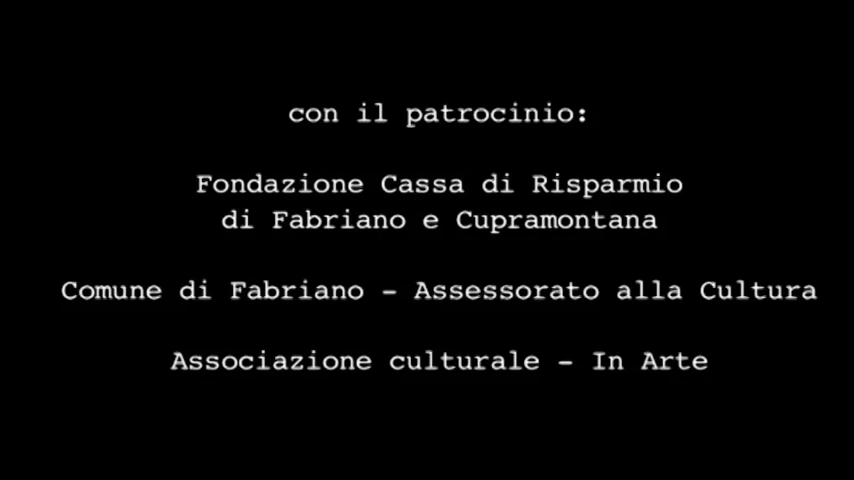 con il patrocinio:
Fondazione Cassa di Risparmio
di Fabriano e Cupramontana
Comune di Fabriano - Assessorato alla Cultura
Associazione culturale - In Arte